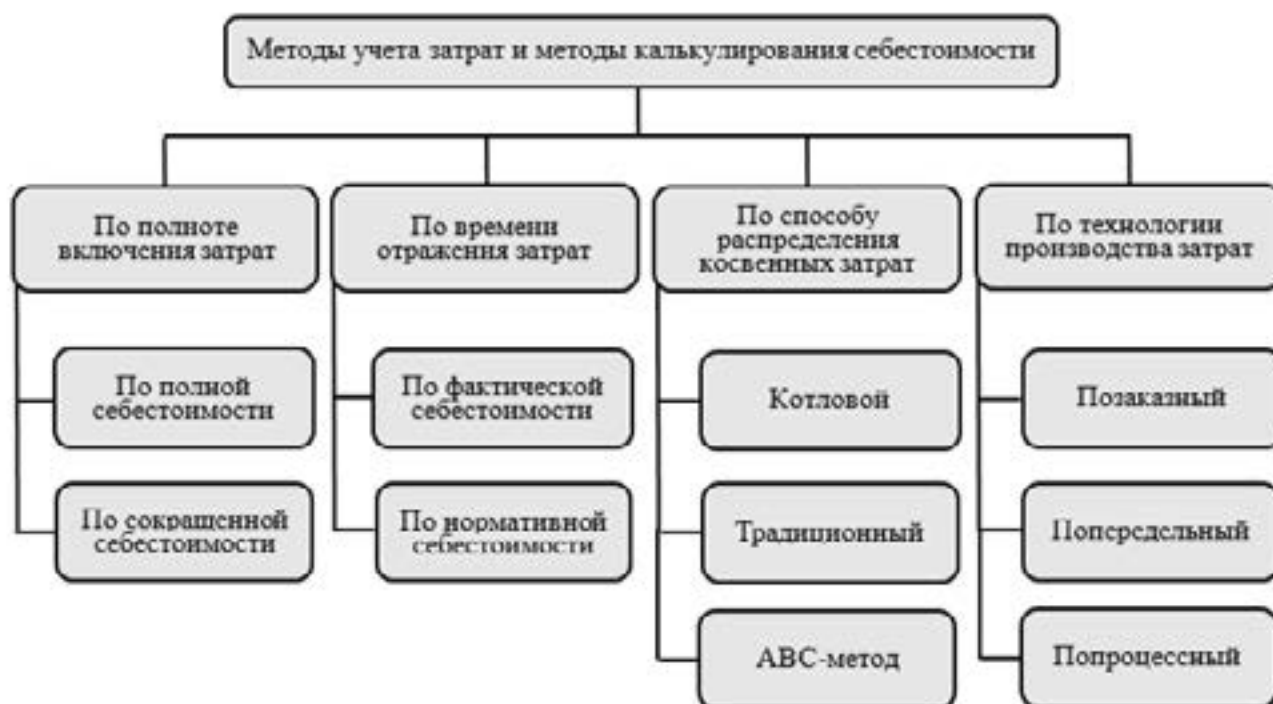 Методы учета затрат и методы калькулирования себестоимости
По полноте
включения затрат
По времени
отражения затрат
По способу
распределения
косвенных затрат
По технологии
производства затрат
По полной
себестоимости
По фактической
себестоимости
Котловой
Позаказный
По сокращенной
себестоимости
По нормативной
себестоимости
Традиционный
Попередельный
АВС-метод
Попроцессный